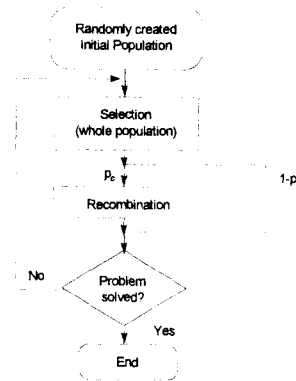 Randomly created
Initial Population
Selection
(whole population)
Pc
1-p
Recombination
No
Problem
solved?
Yes
End